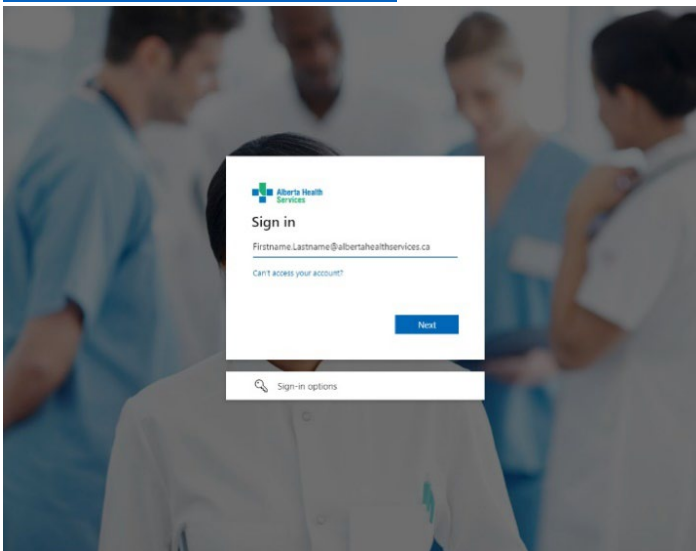 Alberta Health
Services
Sign in
Firstname.Lastname@albertahealthservices.ca
Can't access your account?
Next
Sign-in options